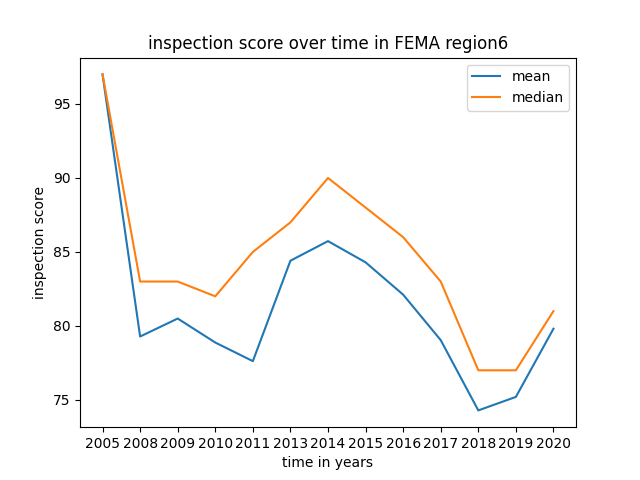 inspection score over time in FEMA region6
mean
median
95
90
85
80
75
inspection score
2005 2008 2009 2010 2011 2013 2014 2015 2016 2017 2018 2019 2020
time in years